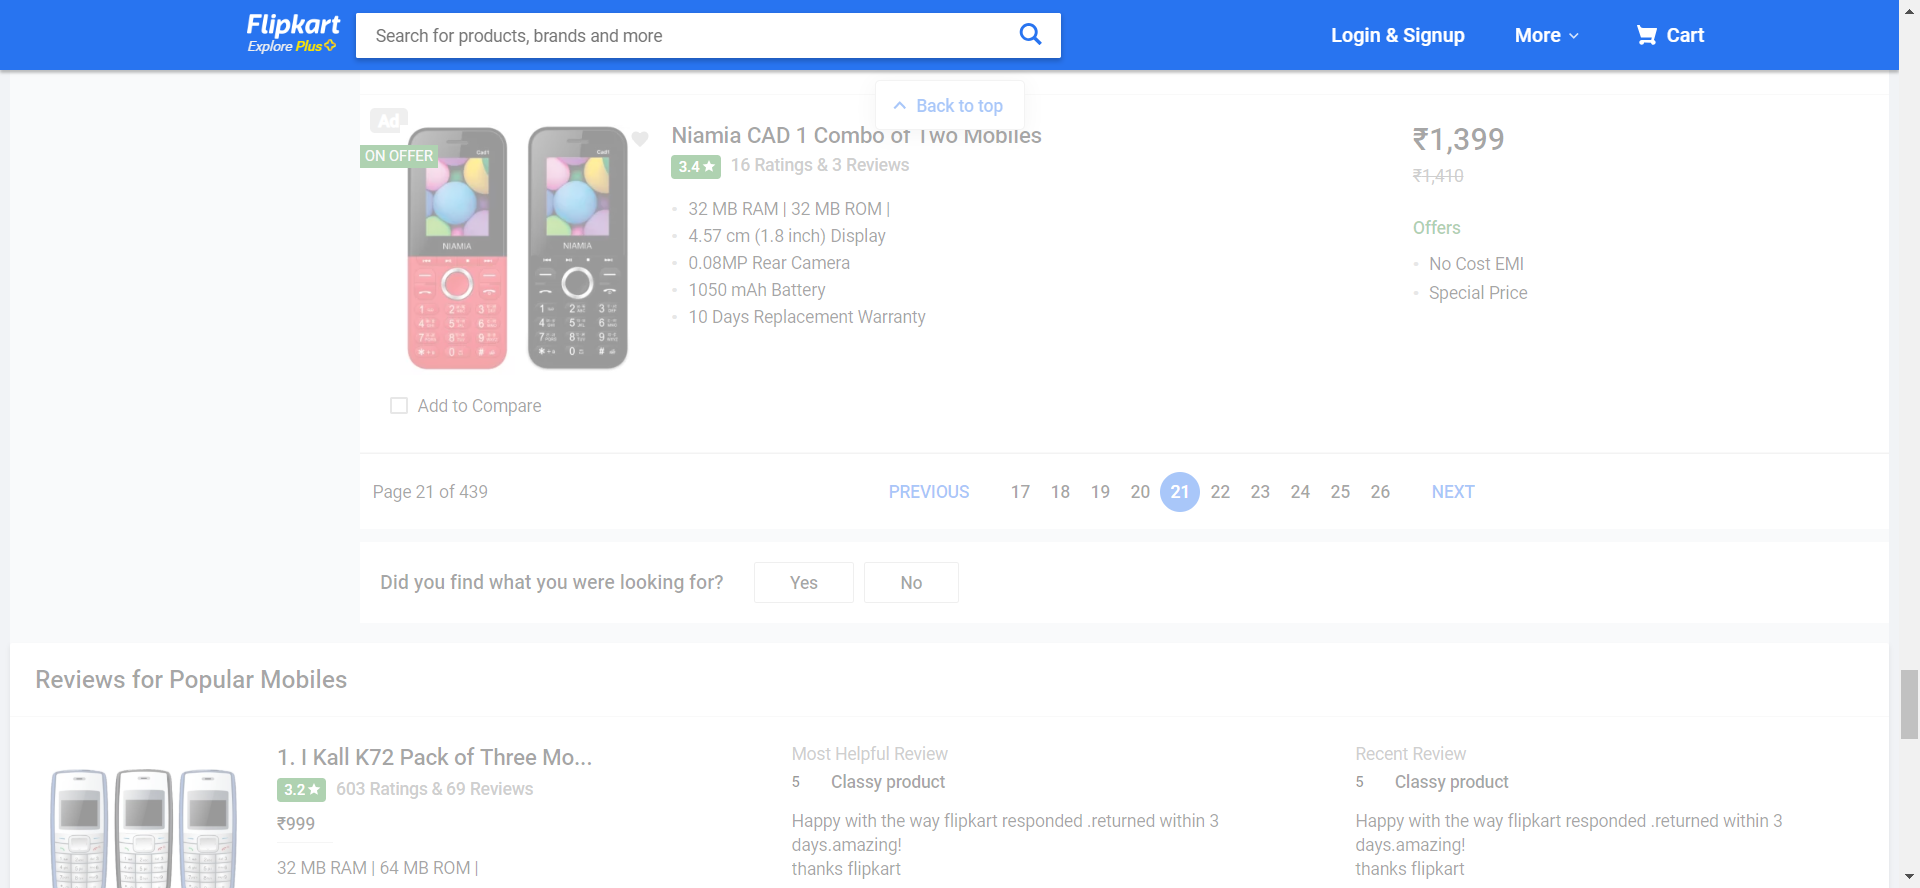 Flipkart
Explore Plus
Search for products, brands and more
Login & Signup
More
Cart
Back to top
Ad
ON OFFER
Niamia CAD 1 Combo of Two Mobiles
3.4
16 Ratings & 3 Reviews
32 MB RAM | 32 MB ROM |
4.57 cm (1.8 inch) Display
0.08MP Rear Camera
1050 mAh Battery
10 Days Replacement Warranty
₹1,399
₹1,410
Offers
No Cost EMI
Special Price
NIAMIA
NIAMIA
Add to Compare
Page 21 of 439
PREVIOUS 17 18 19 20 21 22 23 24 25 26 NEXT
Did you find what you were looking for?
Yes
No
Reviews for Popular Mobiles
1. I Kall K72 Pack of Three Mo...
3.2
603 Ratings & 69 Reviews
₹999
32 MB RAM | 64 MB ROM |
Most Helpful Review
5 Classy product
Happy with the way flipkart responded .returned within 3
days.amazing!
thanks flipkart
Recent Review
5 Classy product
Happy with the way flipkart responded .returned within 3
days.amazing!
thanks flipkart